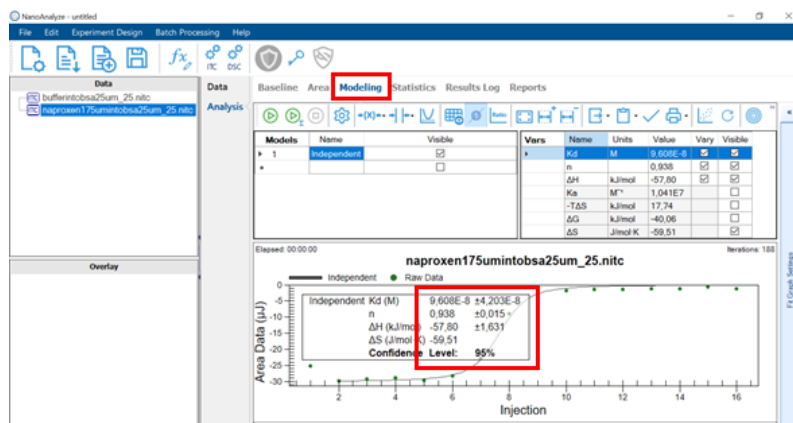 NanoAnalyze - untitled
File Edit Experiment Design Batch Processing Help
fx ITC DSC
Data
bufferintobsa25um_25.nitc
naproxen175umintobsa25um_25.nitc
Overlay
Data
Analysis
Baseline Area Modeling Statistics Results Log Reports
Models Name Visible
1 Independent
Vars Name Units Value Vary Visible
Kd M 9,608E-8
n 0,938
ΔH kJ/mol -57,80
Ka M⁻¹ 1,041E7
-TΔS kJ/mol 17,74
ΔG kJ/mol -40,06
ΔS J/mol·K -59,51
Elapsed: 00:00:00 Iterations: 188
naproxen175umintobsa25um_25.nitc
Independent Raw Data
Independent Kd (M) 9,608E-8 ±4,203E-8
n 0,938 ±0,015
ΔH (kJ/mol) -57,80 ±1,631
ΔS (J/mol·K) -59,51
Confidence Level: 95%
Area Data (µJ)
0
-5
-10
-15
-20
-25
-30
2 4 6 8 10 12 14 16
Injection
Fit Graph Settings